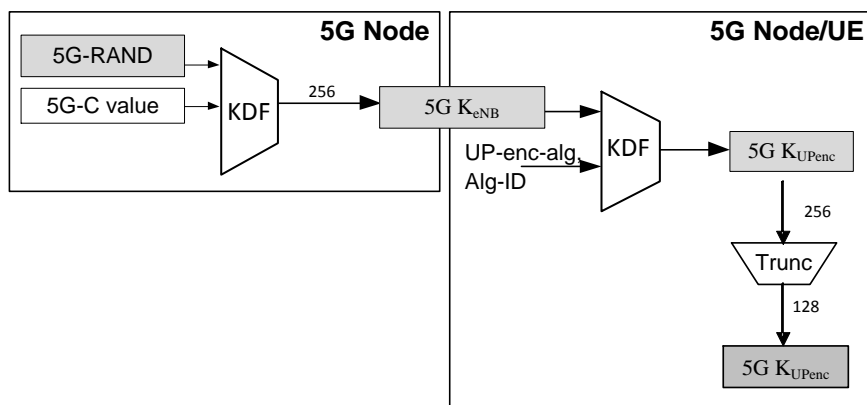 5G Node
5G Node/UE
5G-RAND
5G-C value
KDF
256
5G K_eNB
UP-enc-alg,
Alg-ID
KDF
5G K_UPenc
256
Trunc
128
5G K_UPenc